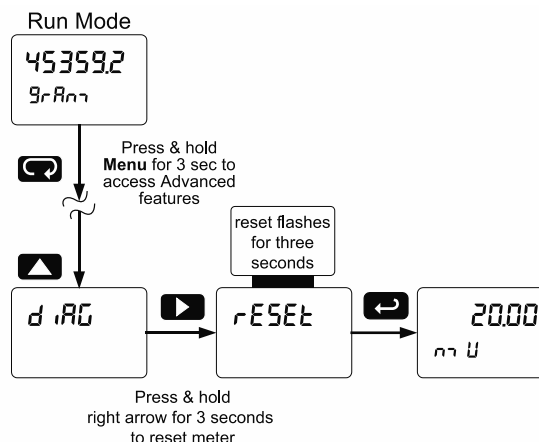 Run Mode
45359.2
grAm
Press & hold
Menu for 3 sec to
access Advanced
features
reset flashes
for three
seconds
diAG
rESEt
20.00
mV
Press & hold
right arrow for 3 seconds
to reset meter